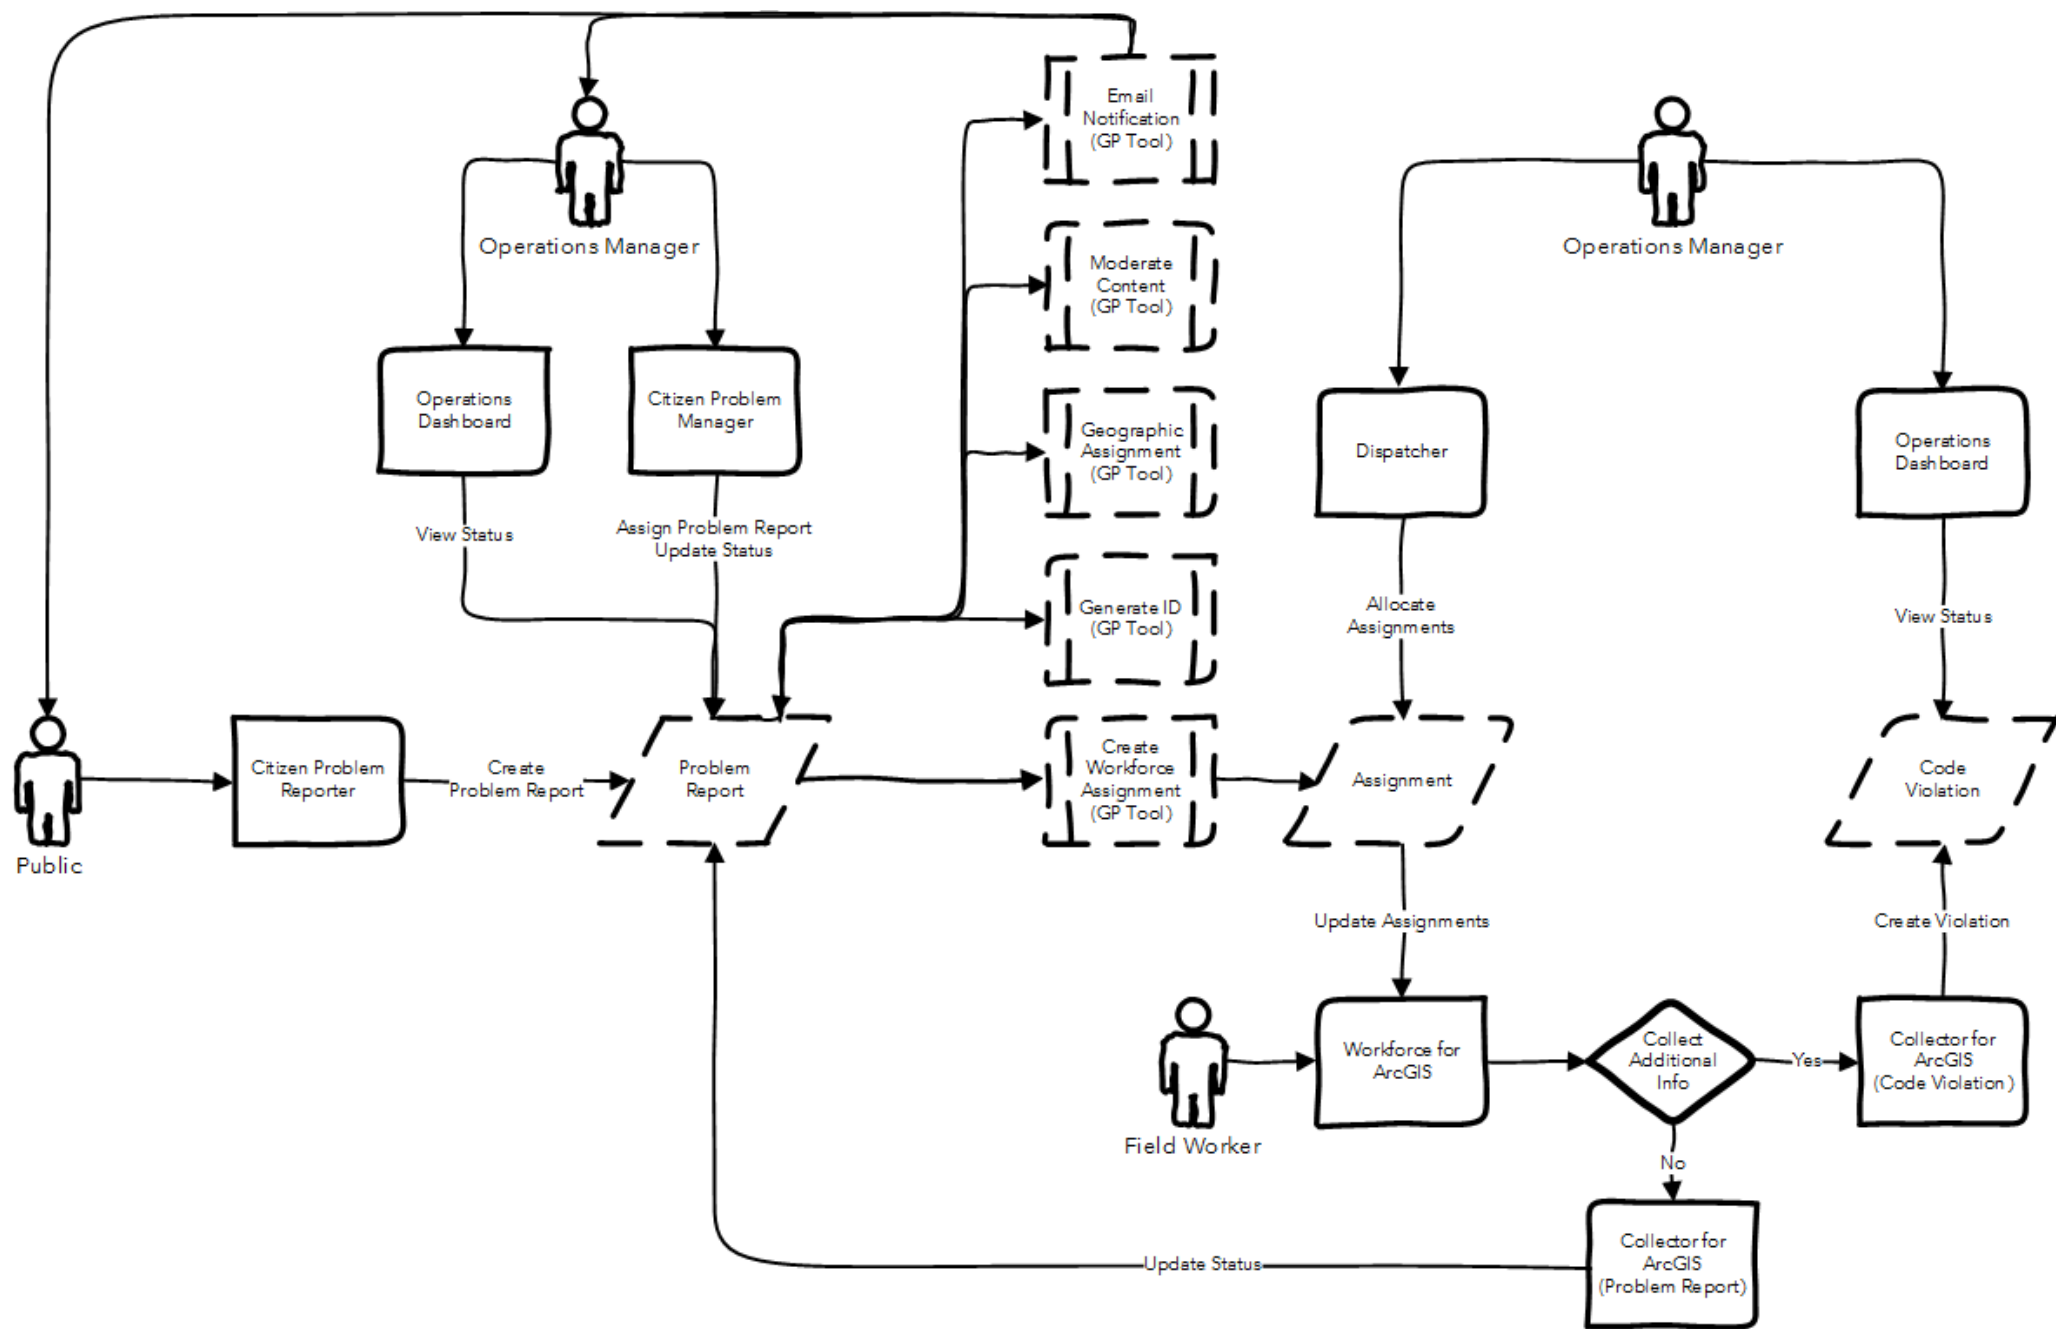 Email
Notification
(GP Tool)
Operations Manager
Operations Manager
Moderate
Content
(GP Tool)
Operations
Dashboard
Citizen Problem
Manager
Geographic
Assignment
(GP Tool)
Dispatcher
Operations
Dashboard
View Status
Assign Problem Report
Update Status
Generate ID
(GP Tool)
Allocate
Assignments
View Status
Public
Citizen Problem
Reporter
Create
Problem Report
Problem
Report
Create
Workforce
Assignment
(GP Tool)
Assignment
Code
Violation
Update Assignments
Create Violation
Field Worker
Workforce for
ArcGIS
Collect
Additional
Info
Yes
Collector for
ArcGIS
(Code Violation)
No
Collector for
ArcGIS
(Problem Report)
Update Status